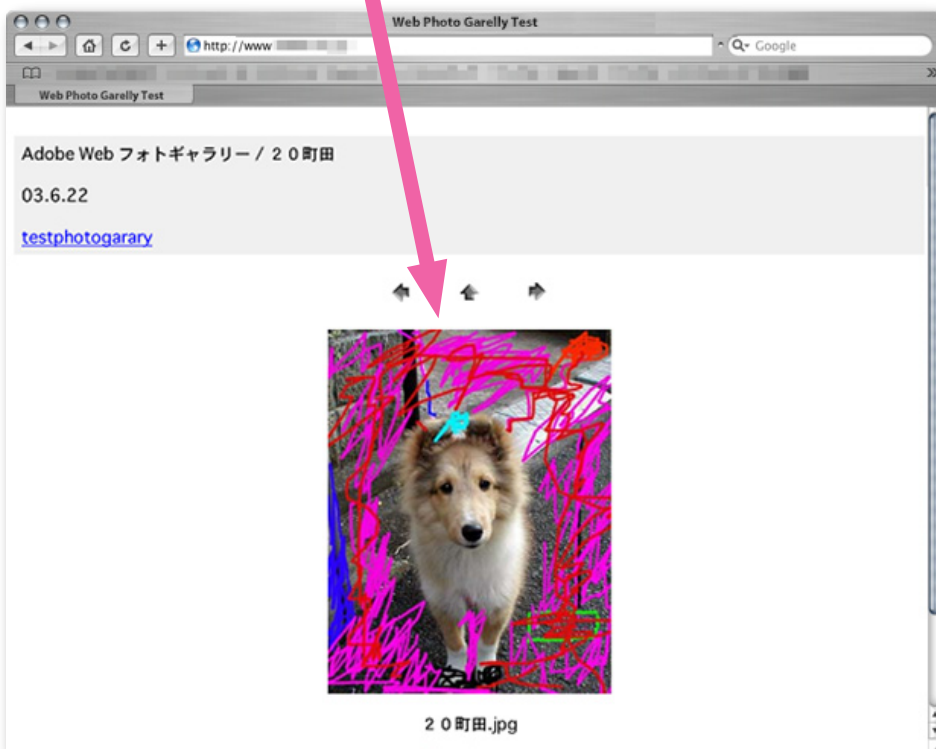 Web Photo Garelly Test
http://www
Google
Web Photo Garelly Test
Adobe Web フォトギャラリー / ２０町田
03.6.22
testphotogarary
２０町田.jpg